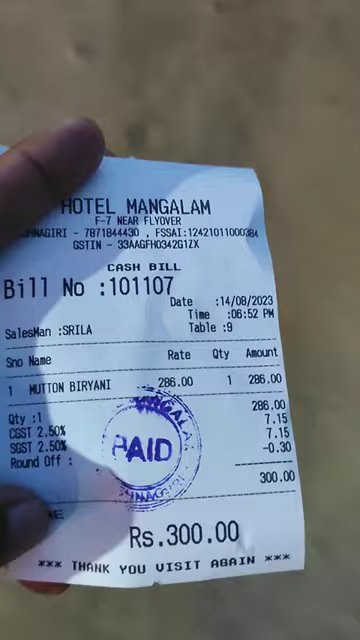 HOTEL MANGALAM
F-7 NEAR FLYOVER
- 7871844430 , FSSAI:12421011000384
GSTIN - 33AAGFH0342G1ZX
CASH BILL
Bill No :101107
Date :14/08/2023
Time :06:52 PM
SalesMan :SRILA Table :9
Sno Name Rate Qty Amount
1 MUTTON BIRYANI 286.00 1 286.00
Qty :1 286.00
CGST 2.50% 7.15
SGST 2.50% 7.15
Round Off : -0.30
300.00
PAID
Rs.300.00
*** THANK YOU VISIT AGAIN ***